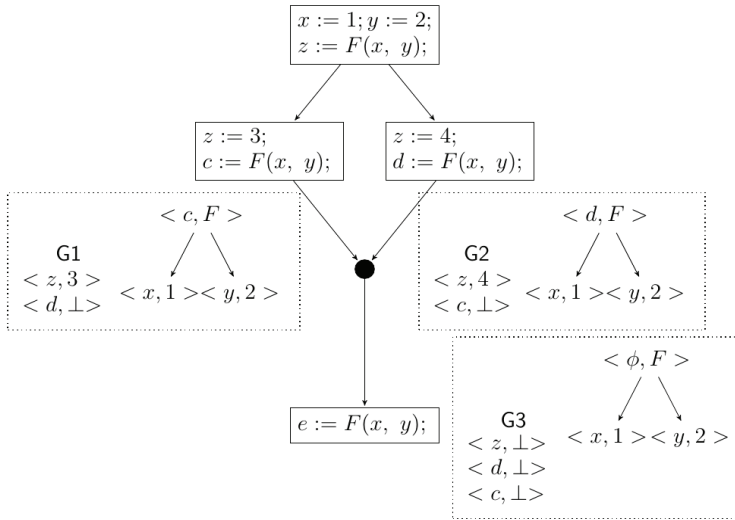 x := 1; y := 2;
z := F(x, y);
z := 3;
c := F(x, y);
z := 4;
d := F(x, y);
< c, F >
G1
< z, 3 >
< d, ⊥>
< x, 1 >< y, 2 >
< d, F >
G2
< z, 4 >
< c, ⊥>
< x, 1 >< y, 2 >
< ϕ, F >
G3
< x, 1 >< y, 2 >
< z, ⊥>
< d, ⊥>
< c, ⊥>
e := F(x, y);